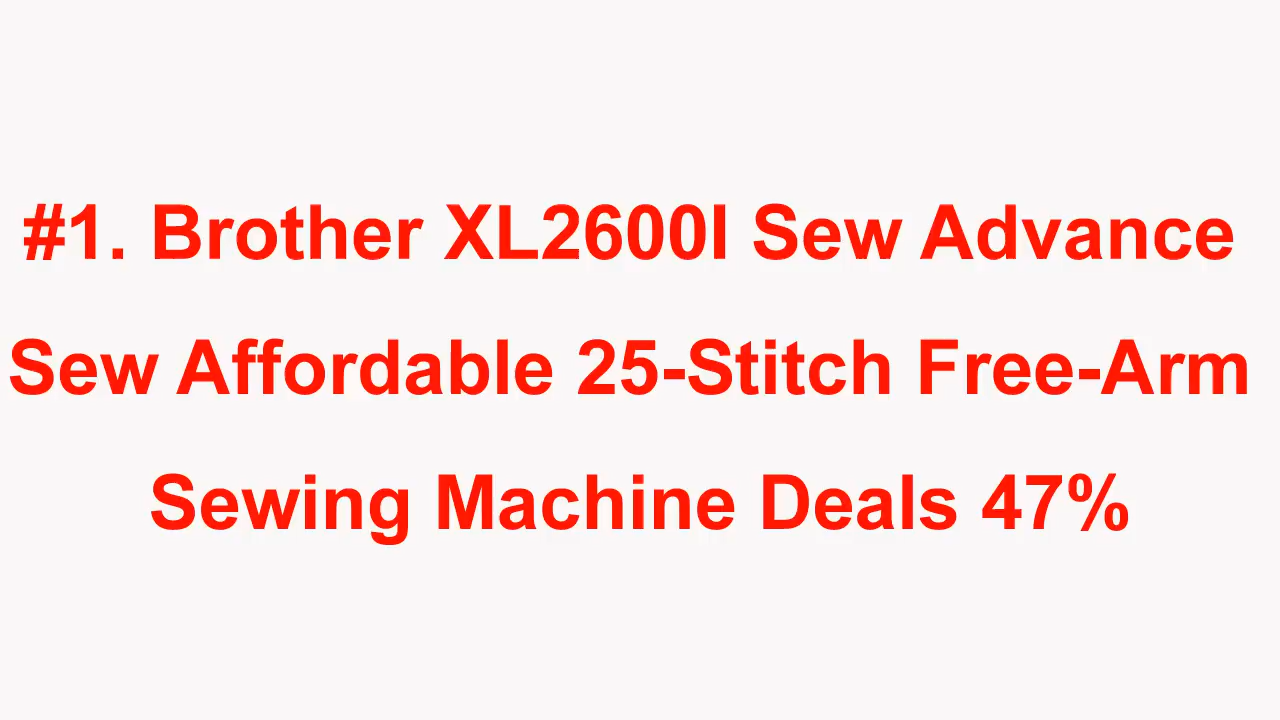 #1. Brother XL2600I Sew Advance
Sew Affordable 25-Stitch Free-Arm
Sewing Machine Deals 47%